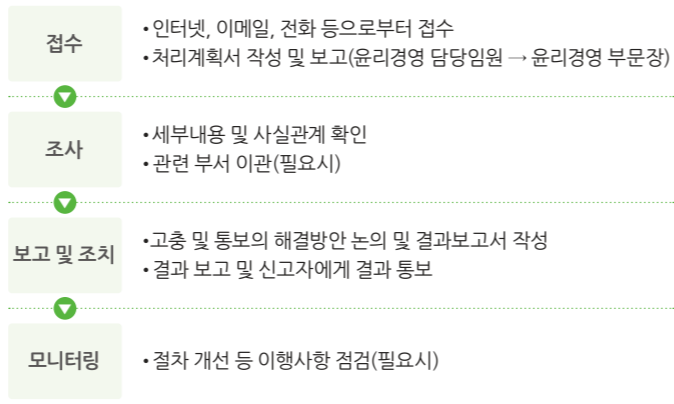 접수
•인터넷, 이메일, 전화 등으로부터 접수
•처리계획서 작성 및 보고(윤리경영 담당임원 → 윤리경영 부문장)
조사
•세부내용 및 사실관계 확인
•관련 부서 이관(필요시)
보고 및 조치
•고충 및 통보의 해결방안 논의 및 결과보고서 작성
•결과 보고 및 신고자에게 결과 통보
모니터링
•절차 개선 등 이행사항 점검(필요시)